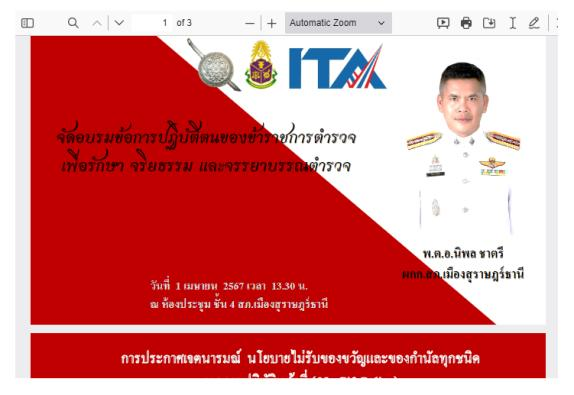 1 of 3
Automatic Zoom
ITA
จัดอบรมข้อการปฏิบัติตนของข้าราชการตำรวจ
เพื่อรักษา จริยธรรม และจรรยาบรรณตำรวจ
พ.ต.อ.นิพล ชาตรี
ผกก.สภ.เมืองสุราษฎร์ธานี
วันที่ 1 เมษายน 2567 เวลา 13.30 น.
ณ ห้องประชุม ชั้น 4 สภ.เมืองสุราษฎร์ธานี
การประกาศเจตนารมณ์ นโยบายไม่รับของขวัญและของกำนัลทุกชนิด